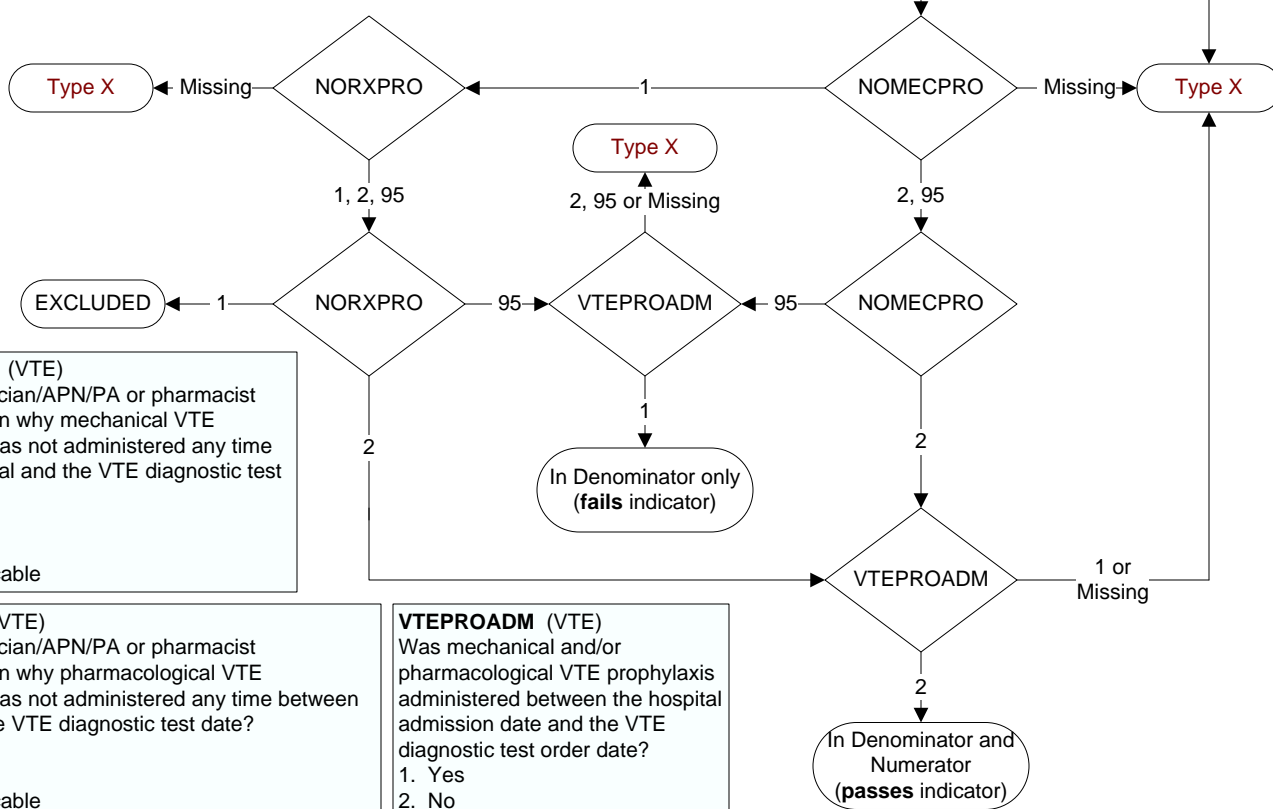 Type X
Missing
NORXPRO
1
NOMECPRO
Missing
Type X
Type X
1, 2, 95
2, 95 or Missing
2, 95
EXCLUDED
1
NORXPRO
95
VTEPROADM
95
NOMECPRO
1
2
2
In Denominator only
(fails indicator)
VTEPROADM
1 or
Missing
2
In Denominator and
Numerator
(passes indicator)
(VTE)
cian/APN/PA or pharmacist
n why mechanical VTE
as not administered any time
al and the VTE diagnostic test
cable
VTE)
cian/APN/PA or pharmacist
n why pharmacological VTE
as not administered any time between
e VTE diagnostic test date?
cable
VTEPROADM (VTE)
Was mechanical and/or
pharmacological VTE prophylaxis
administered between the hospital
admission date and the VTE
diagnostic test order date?
1. Yes
2. No